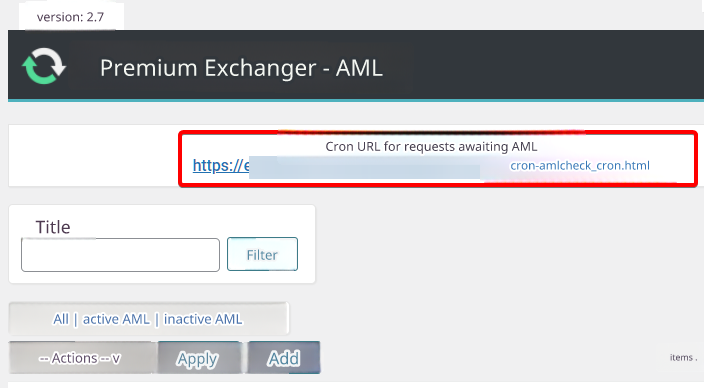 version: 2.7
Premium Exchanger - AML
Cron URL for requests awaiting AML
https://e cron-amlcheck_cron.html
Title
Filter
All | active AML | inactive AML
-- Actions -- v Apply Add
items .